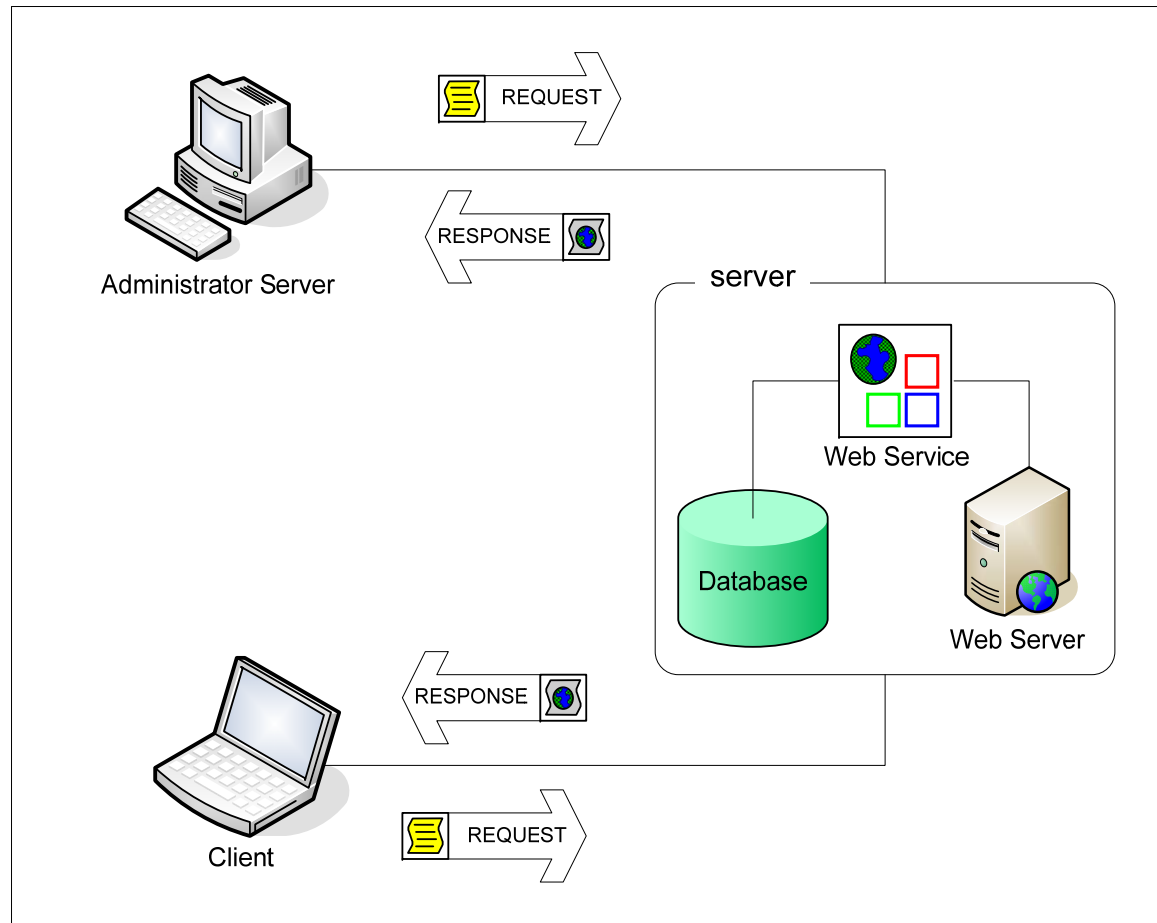 REQUEST
RESPONSE
Administrator Server
server
Web Service
Database
Web Server
RESPONSE
REQUEST
Client